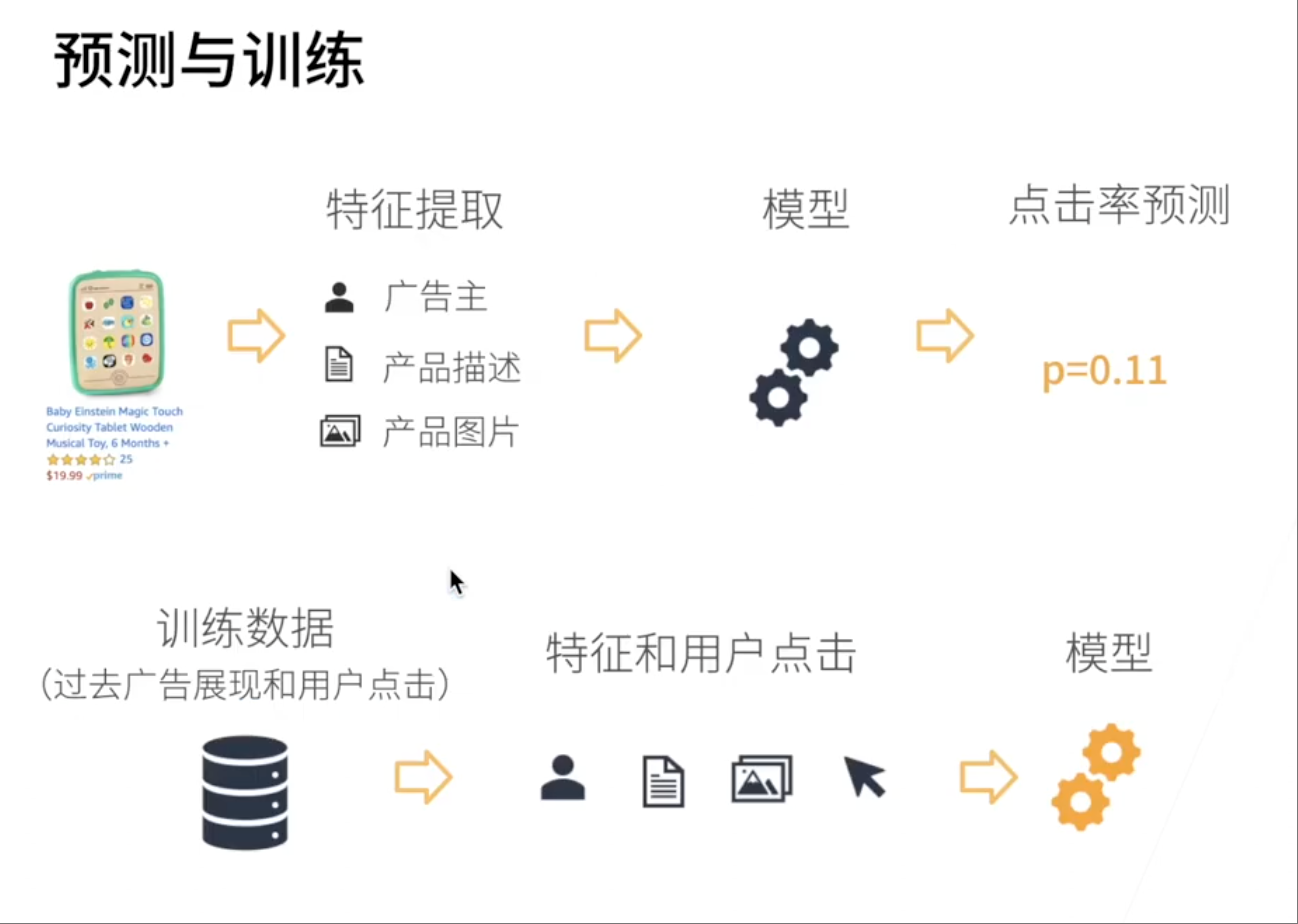 预测与训练
特征提取
模型
点击率预测
广告主
产品描述
产品图片
p=0.11
Baby Einstein Magic Touch
Curiosity Tablet Wooden
Musical Toy, 6 Months +
25
$19.99 prime
训练数据
（过去广告展现和用户点击）
特征和用户点击
模型